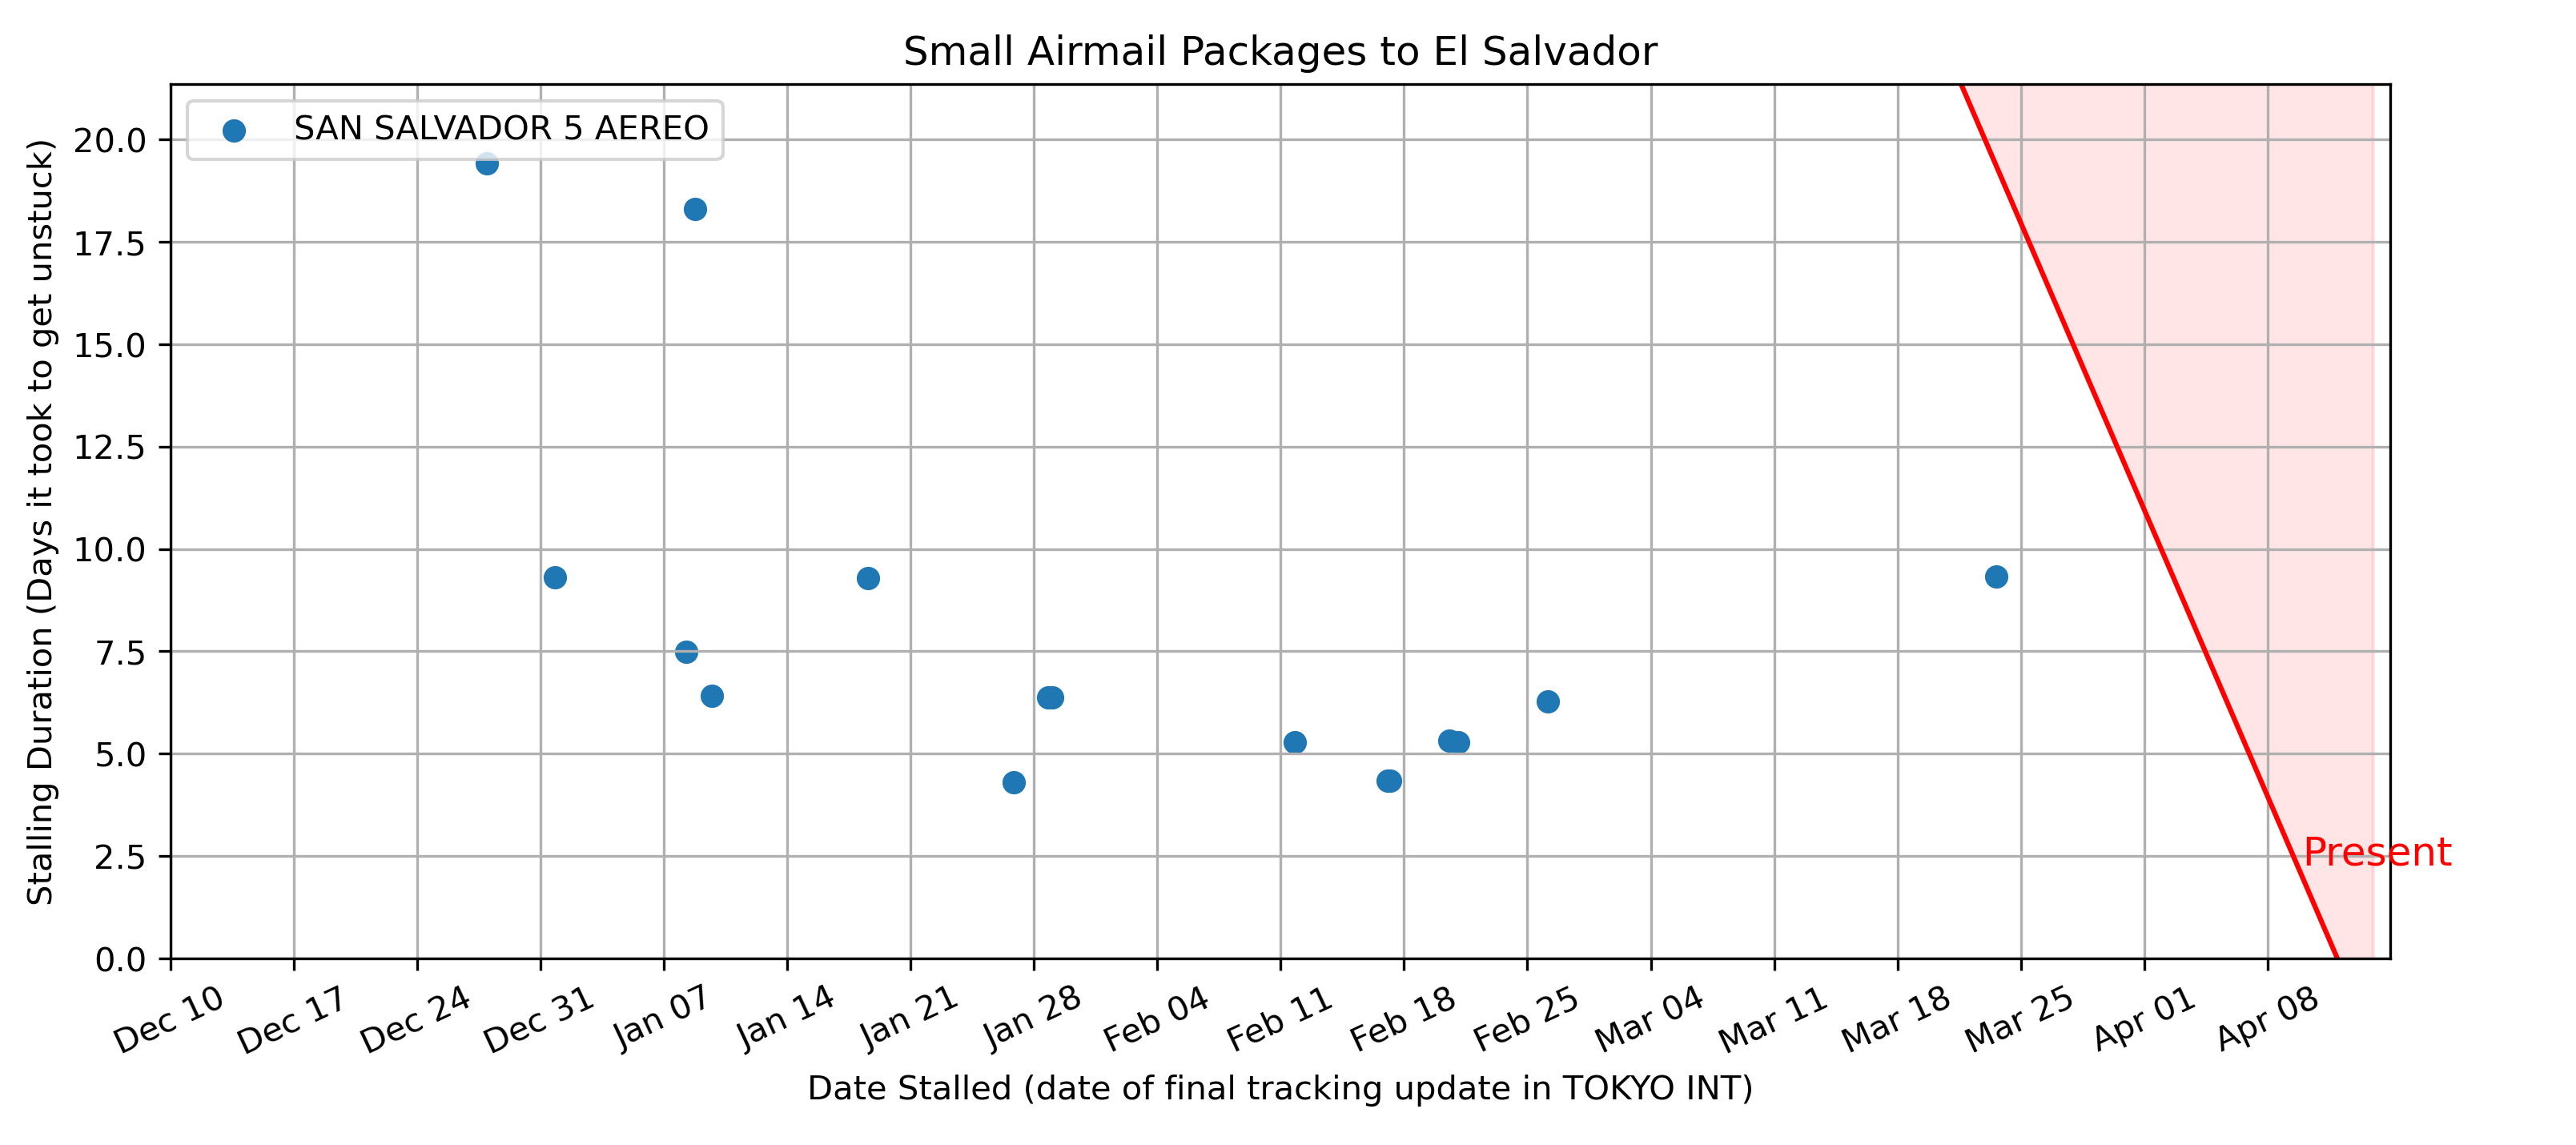 Small Airmail Packages to El Salvador
SAN SALVADOR 5 AEREO
Stalling Duration (Days it took to get unstuck)
20.0
17.5
15.0
12.5
10.0
7.5
5.0
2.5
0.0
Present
Dec 10
Dec 17
Dec 24
Dec 31
Jan 07
Jan 14
Jan 21
Jan 28
Feb 04
Feb 11
Feb 18
Feb 25
Mar 04
Mar 11
Mar 18
Mar 25
Apr 01
Apr 08
Date Stalled (date of final tracking update in TOKYO INT)